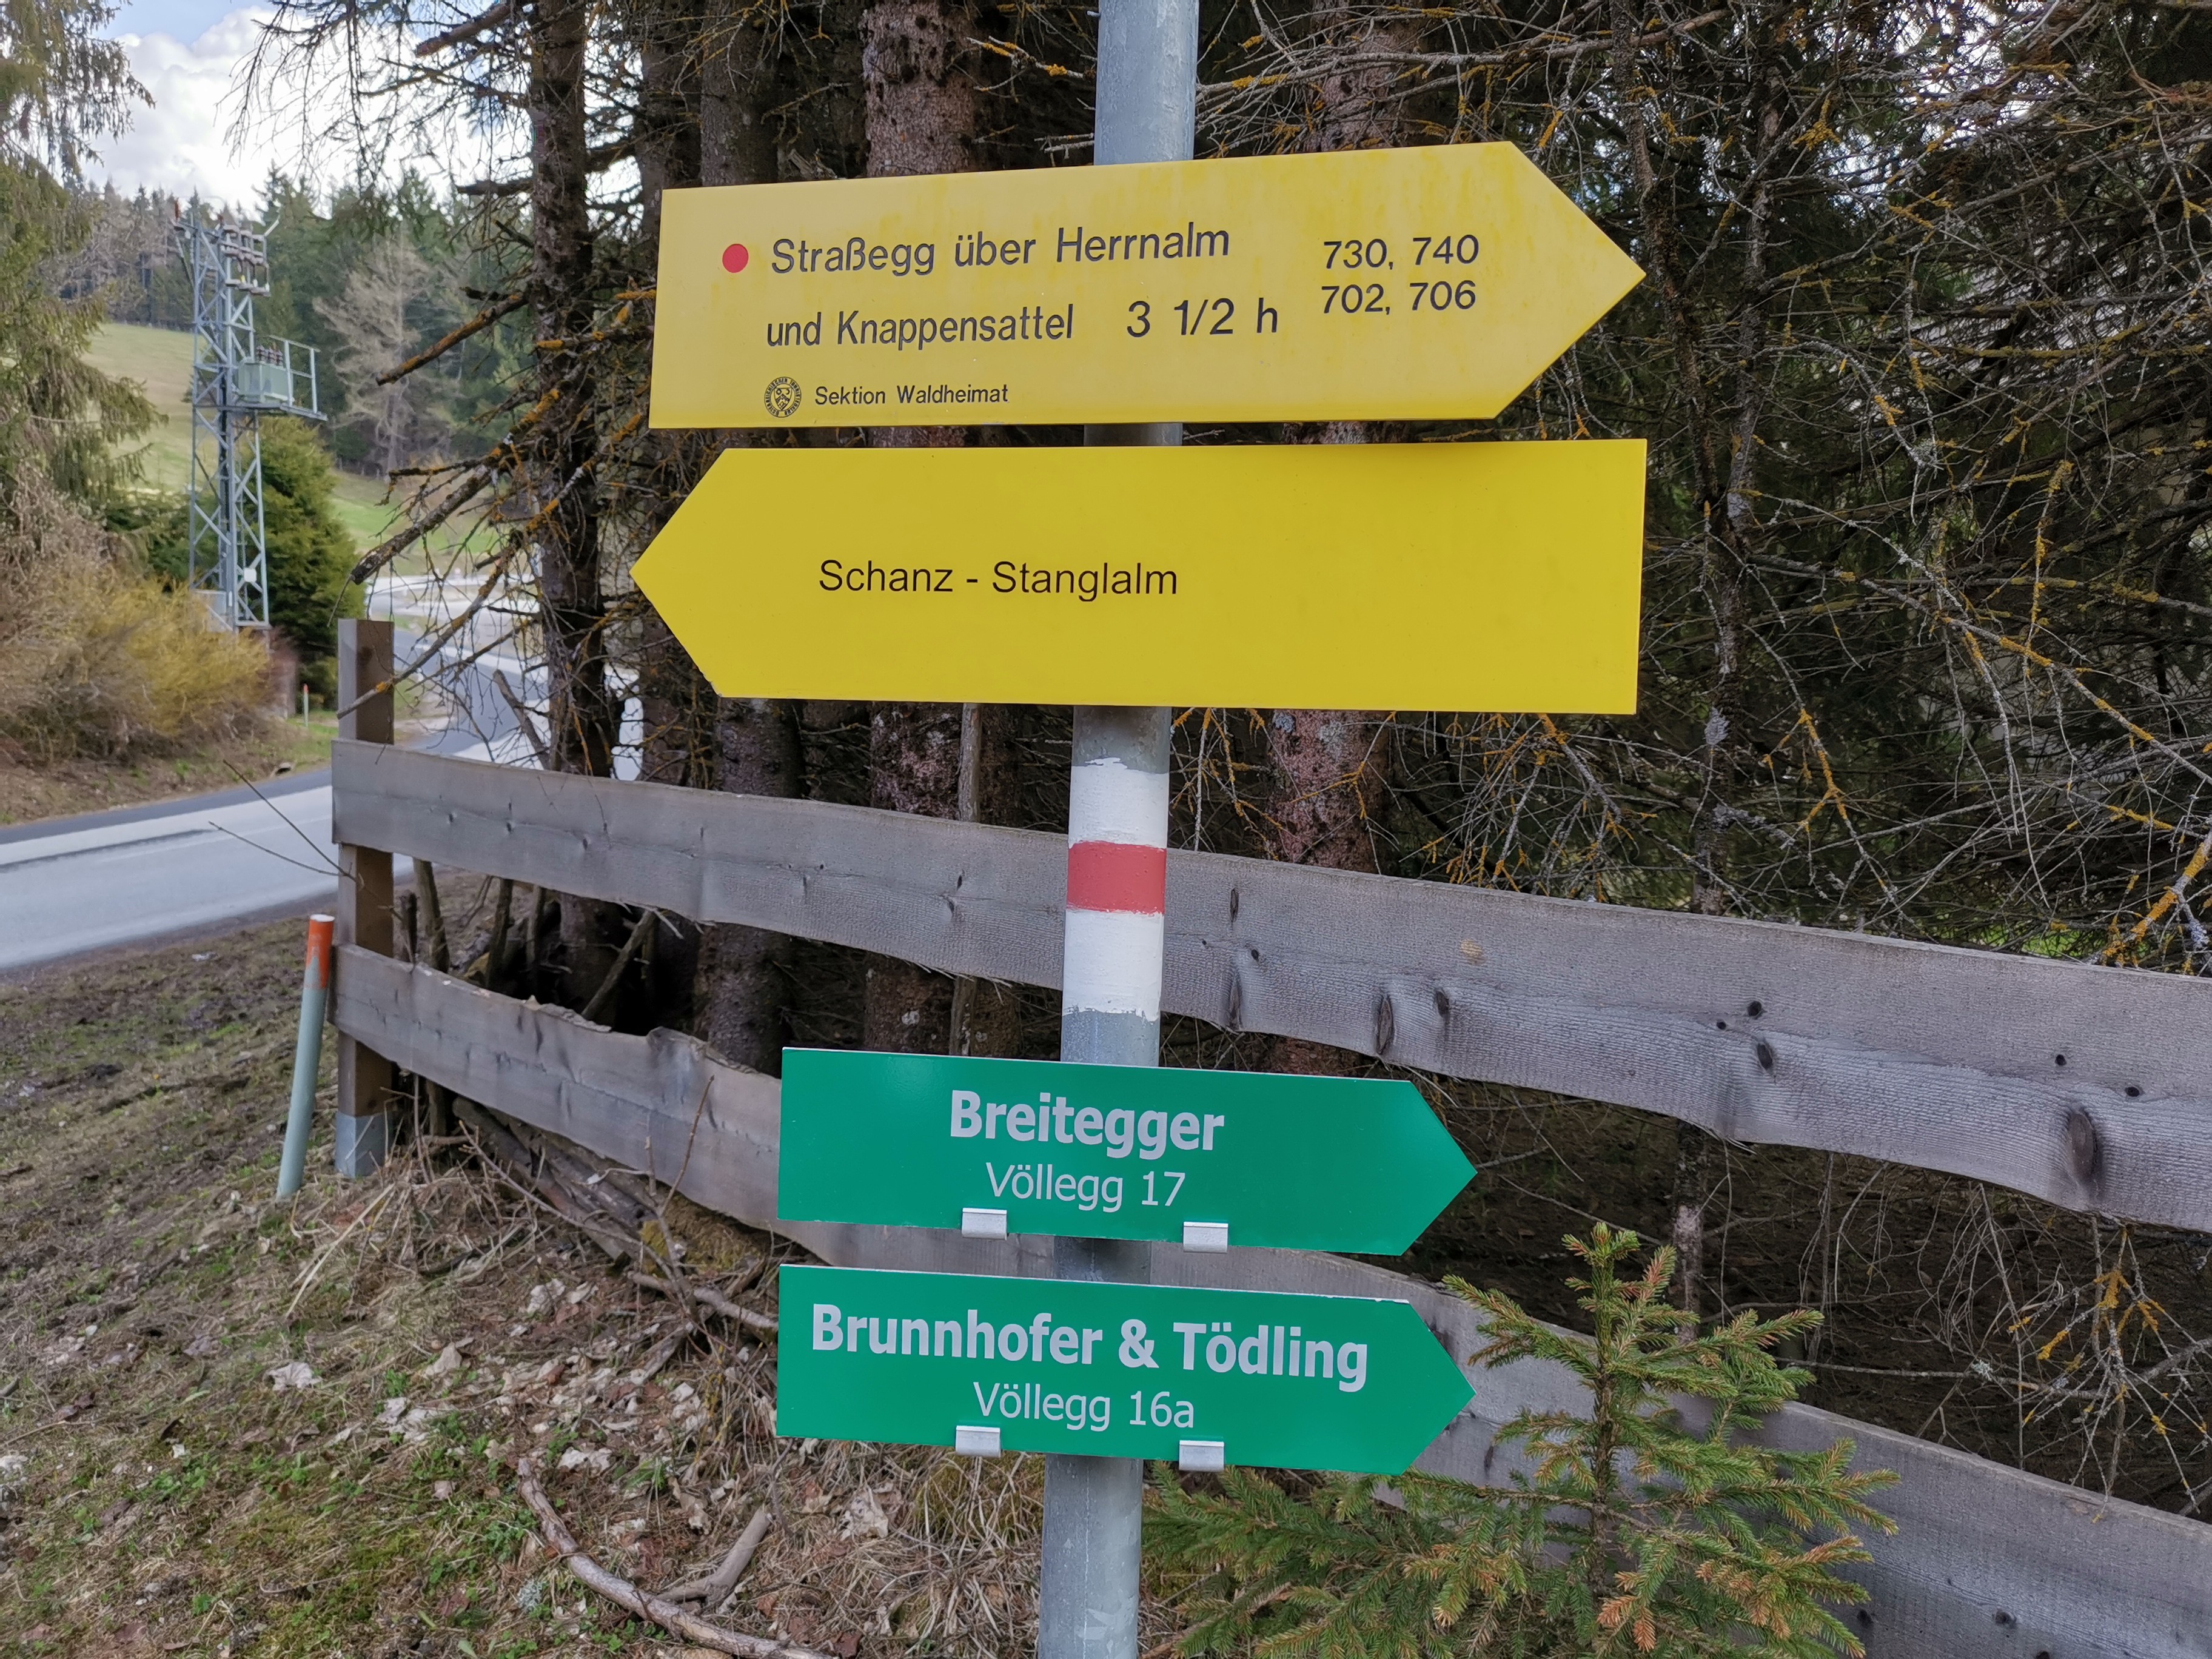 Straßegg über Herrnalm 730, 740
und Knappensattel 3 1/2 h 702, 706
Sektion Waldheimat
Schanz - Stanglalm
Breitegger
Völlegg 17
Brunnhofer & Tödling
Völlegg 16a